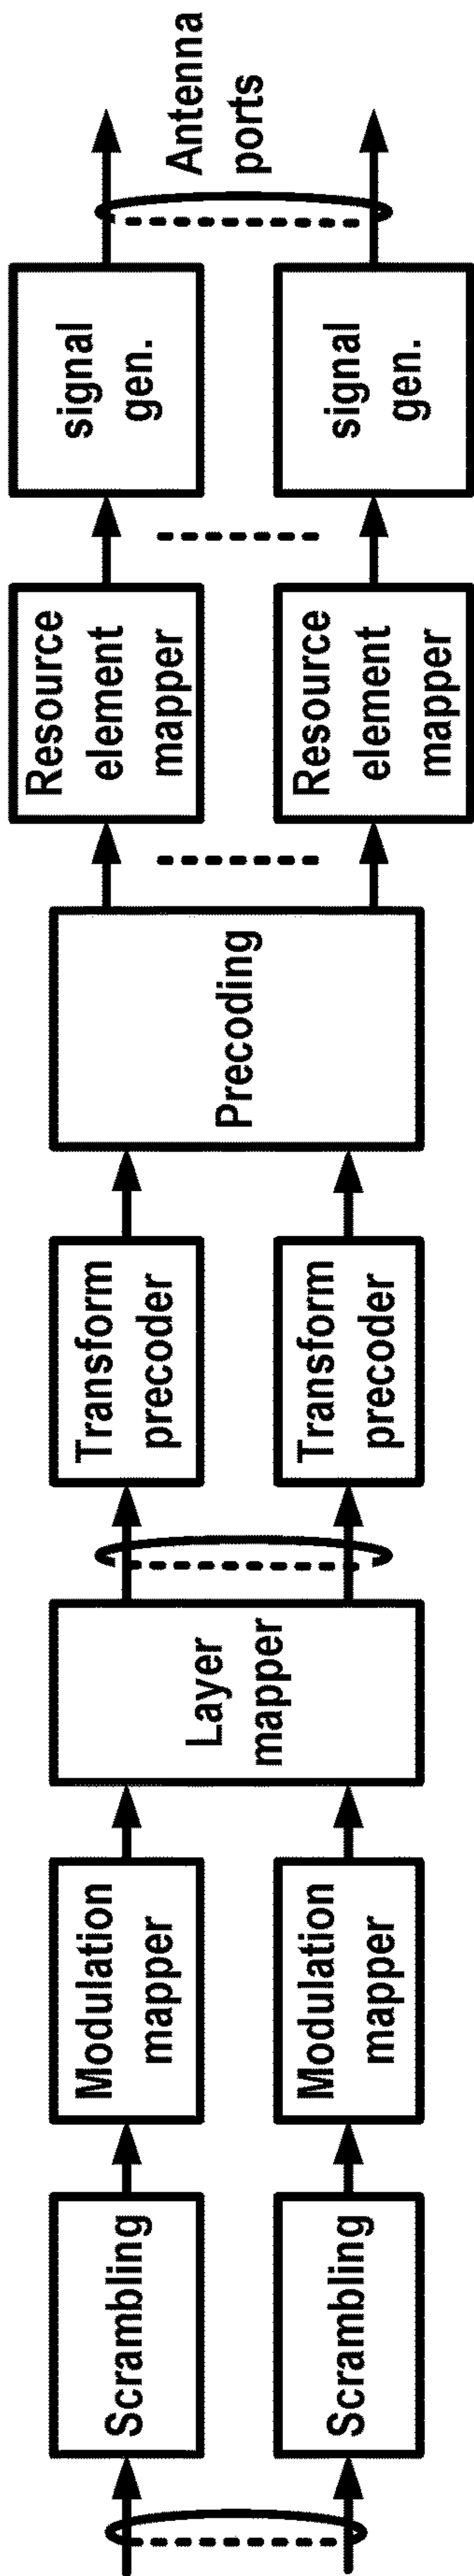 Scrambling
Scrambling
Modulation
mapper
Modulation
mapper
Layer
mapper
Transform
precoder
Transform
precoder
Precoding
Resource
element
mapper
Resource
element
mapper
signal
gen.
signal
gen.
Antenna
ports